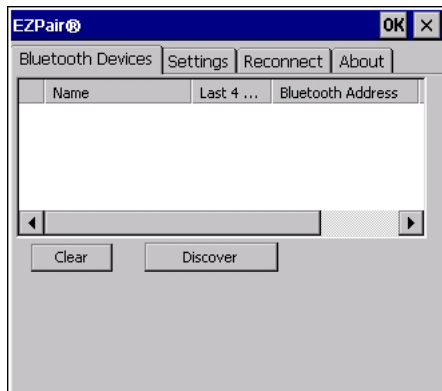 EZPair® OK
Bluetooth Devices Settings Reconnect About
Name Last 4 ... Bluetooth Address
Clear Discover